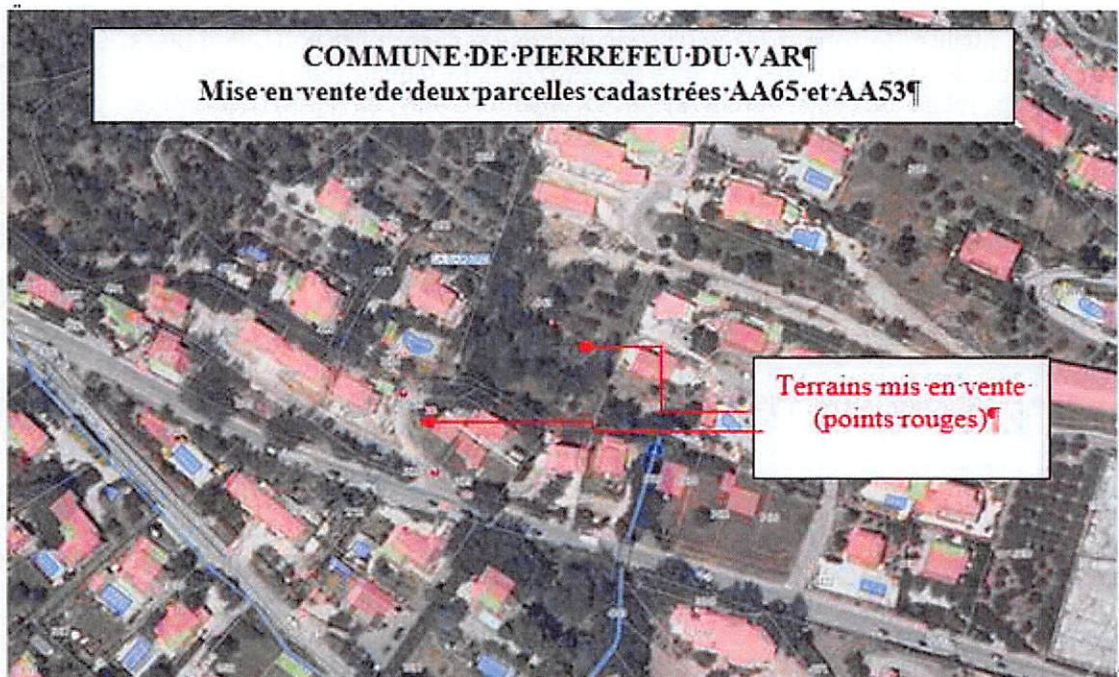 COMMUNE·DE·PIERREFEU·DU·VAR¶
Mise·en·vente·de·deux·parcelles·cadastrées·AA65·et·AA53¶
Terrains·mis·en·vente·
(points·rouges)¶